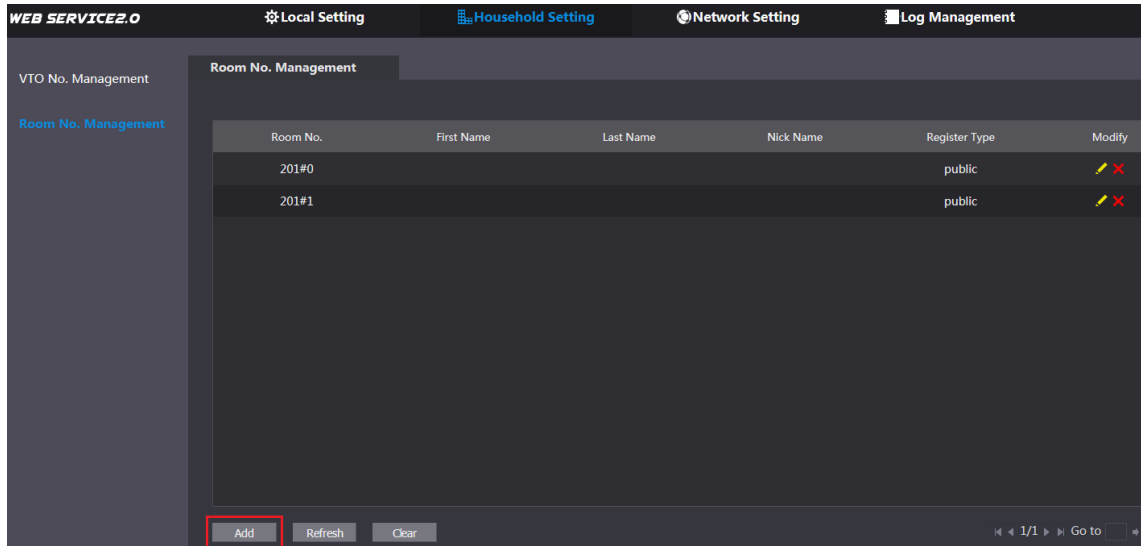 WEB SERVICE2.0 Local Setting Household Setting Network Setting Log Management
VTO No. Management
Room No. Management
Room No. Management
Room No. First Name Last Name Nick Name Register Type Modify
201#0 public
201#1 public
Add Refresh Clear 1/1 Go to